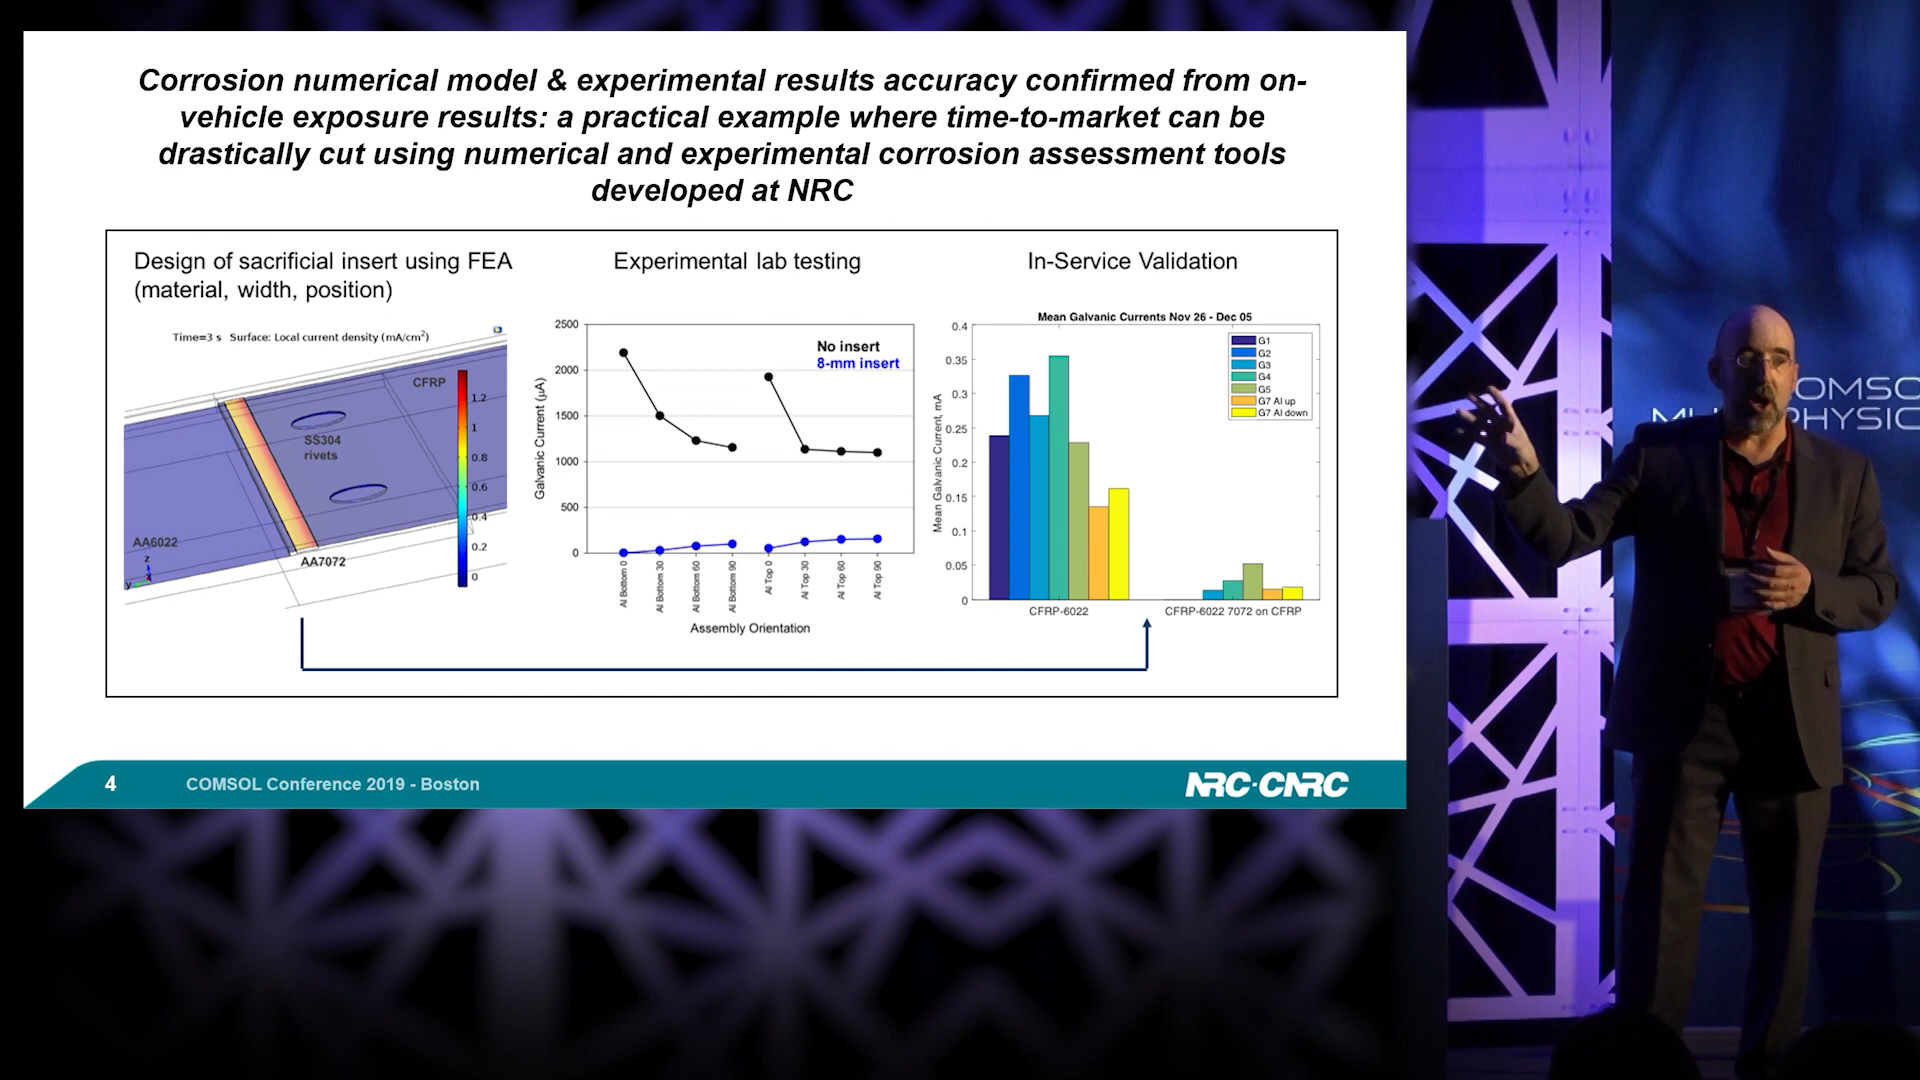 Corrosion numerical model & experimental results accuracy confirmed from on-
vehicle exposure results: a practical example where time-to-market can be
drastically cut using numerical and experimental corrosion assessment tools
developed at NRC
Design of sacrificial insert using FEA
(material, width, position)
Time=3 s Surface: Local current density (mA/cm²)
CFRP
SS304
rivets
AA6022
AA7072
z
y
x
1.2
1
0.8
0.6
0.4
0.2
0
Experimental lab testing
No insert
8-mm insert
Galvanic Current (µA)
2500
2000
1500
1000
500
0
Al Bottom 0
Al Bottom 30
Al Bottom 60
Al Bottom 90
Al Top 0
Al Top 30
Al Top 60
Al Top 90
Assembly Orientation
In-Service Validation
Mean Galvanic Currents Nov 26 - Dec 05
Mean Galvanic Current, mA
0.4
0.35
0.3
0.25
0.2
0.15
0.1
0.05
0
G1
G2
G3
G4
G5
G7 Al up
G7 Al down
CFRP-6022
CFRP-6022 7072 on CFRP
4
COMSOL Conference 2019 - Boston
NRC·CNRC
OMSO
PHYSIC